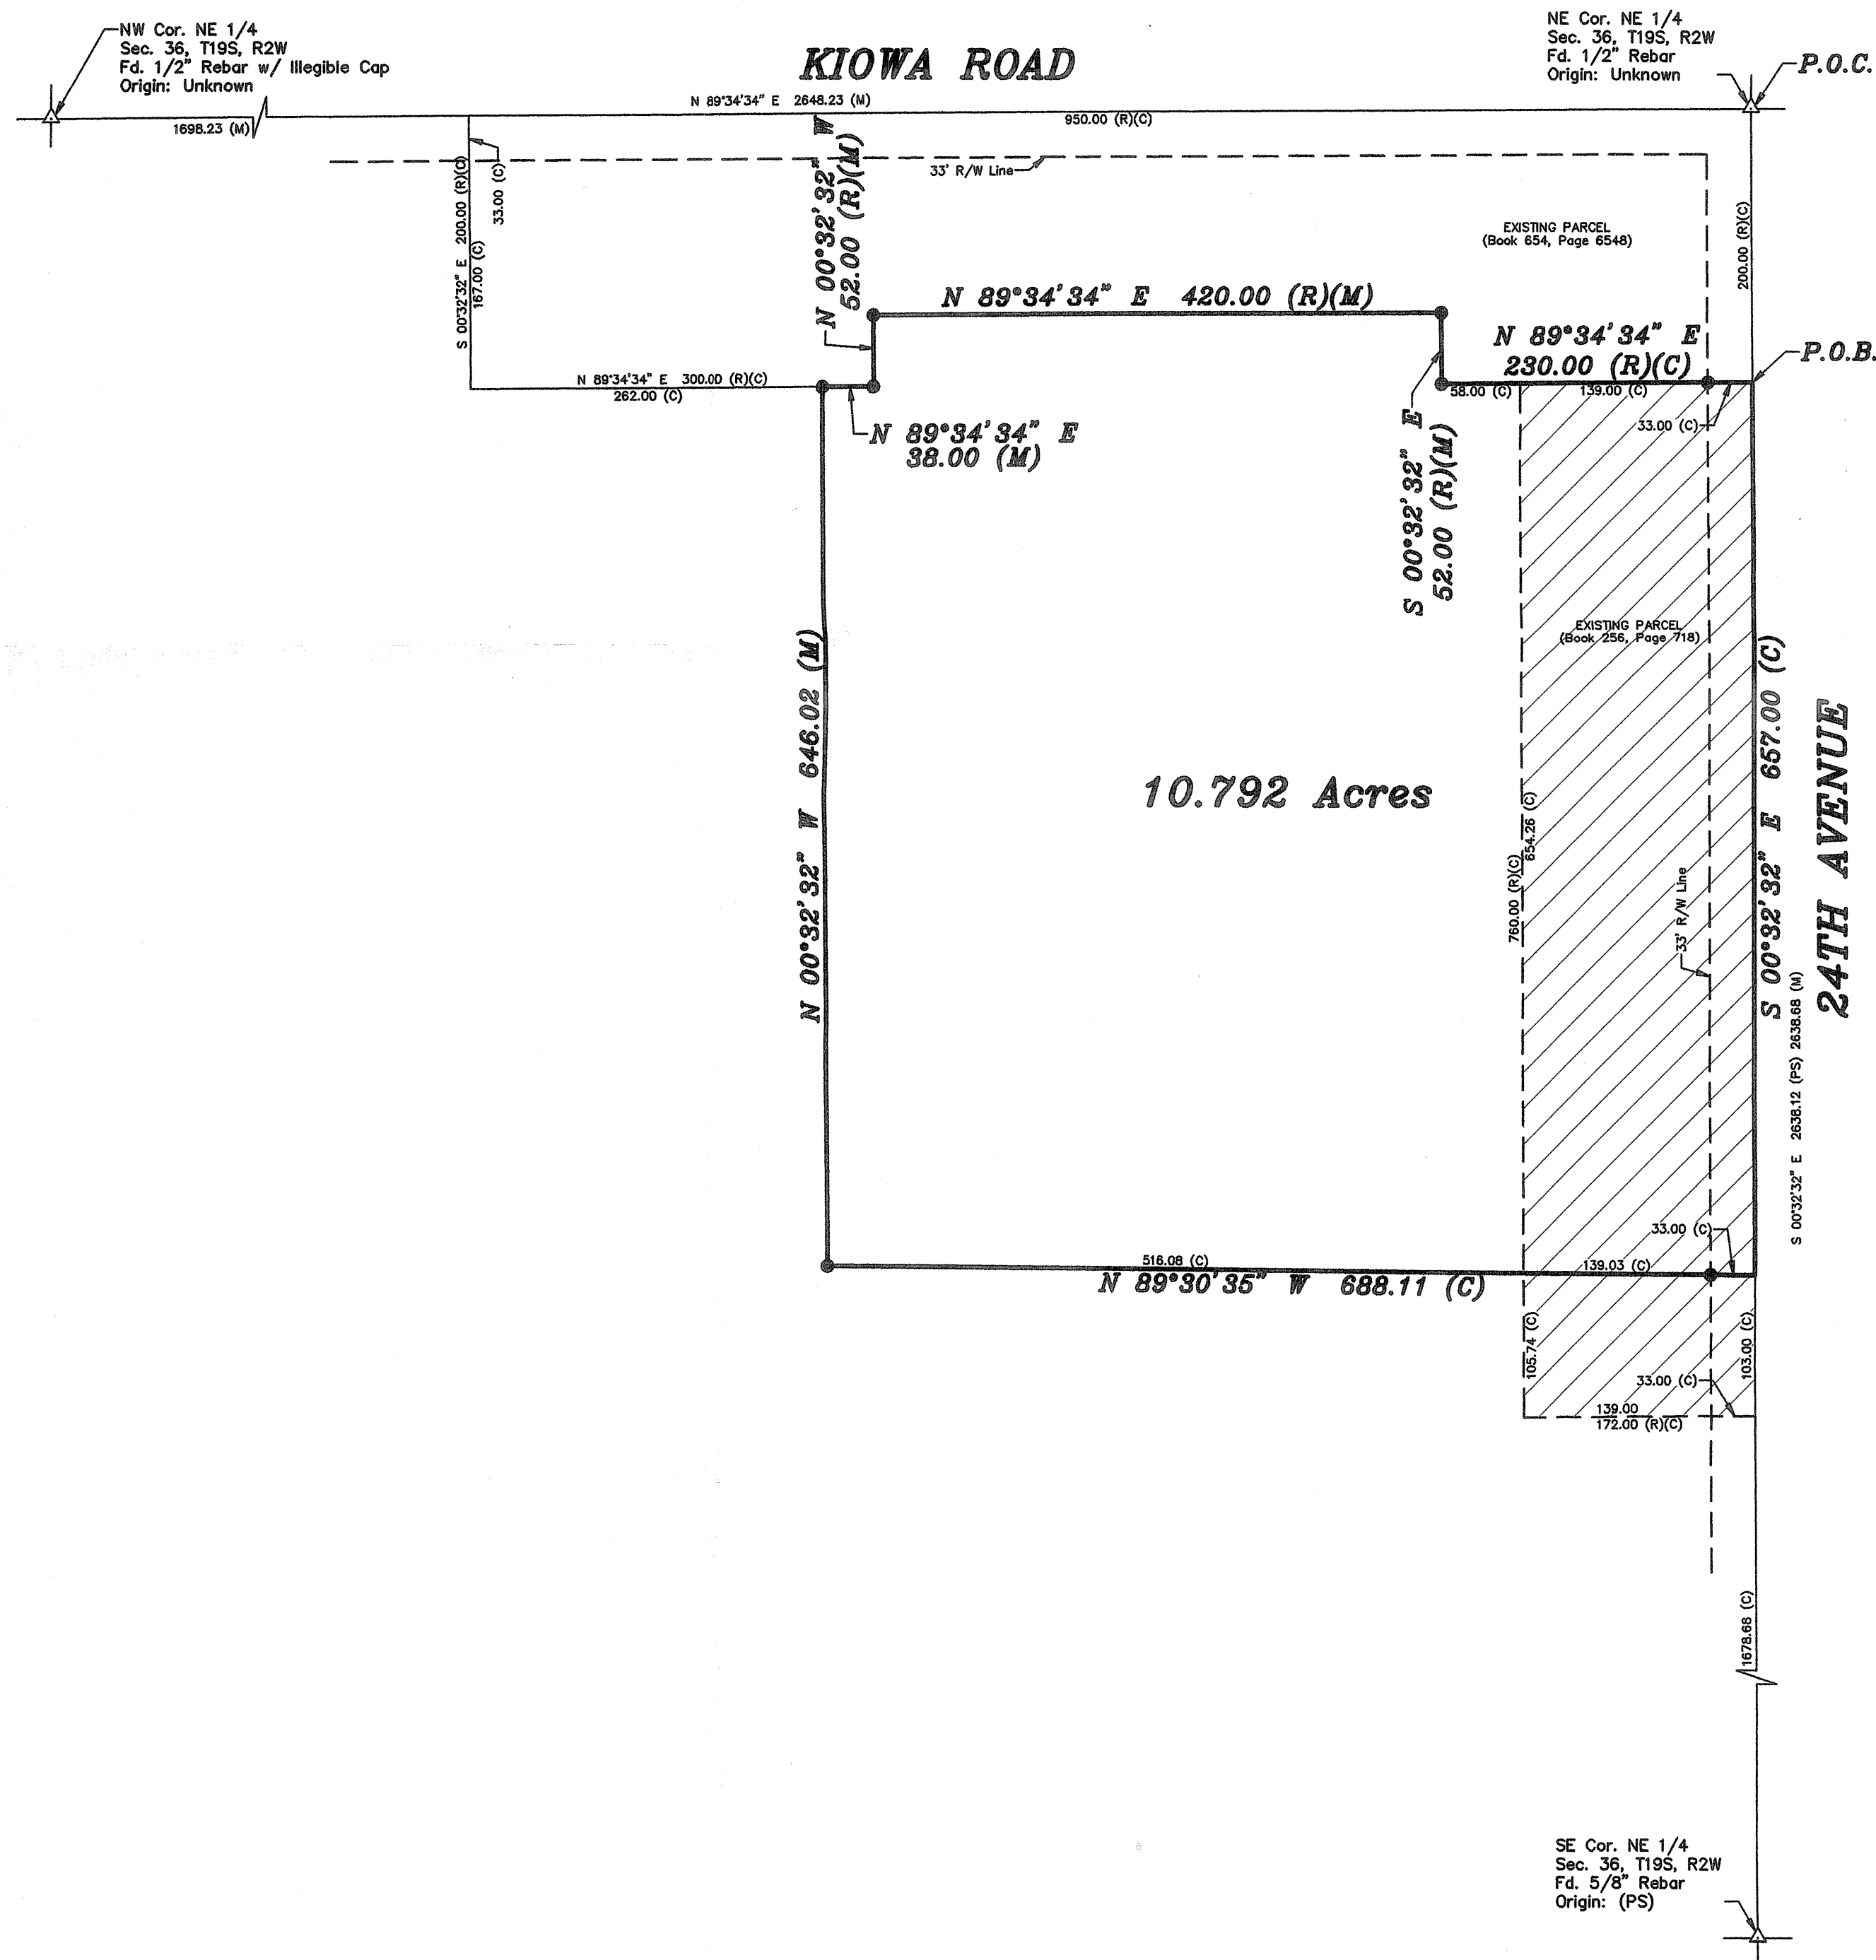 NW Cor. NE 1/4
Sec. 36, T19S, R2W
Fd. 1/2" Rebar w/ Illegible Cap
Origin: Unknown
KIOWA ROAD
NE Cor. NE 1/4
Sec. 36, T19S, R2W
Fd. 1/2" Rebar
Origin: Unknown
P.O.C.
N 89°34'34" E 2648.23 (M)
1698.23 (M)
950.00 (R)(C)
33' R/W Line
S 00°32'32" E 200.00 (R)(C)
167.00 (C)
33.00 (C)
N 00°32'32" W
52.00 (R)(M)
EXISTING PARCEL
(Book 654, Page 6548)
200.00 (R)(C)
N 89°34'34" E 420.00 (R)(M)
N 89°34'34" E
230.00 (R)(C)
P.O.B.
N 89°34'34" E 300.00 (R)(C)
262.00 (C)
58.00 (C)
139.00 (C)
33.00 (C)
N 89°34'34" E
38.00 (M)
S 00°32'32" E
52.00 (R)(M)
EXISTING PARCEL
(Book 256, Page 718)
N 00°32'32" W 646.02 (M)
10.792 Acres
760.00 (R)(C)
654.26 (C)
33' R/W Line
S 00°32'32" E 657.00 (C)
S 00°32'32" E 2638.12 (PS) 2638.68 (M)
24TH AVENUE
33.00 (C)
516.08 (C)
139.03 (C)
N 89°30'35" W 688.11 (C)
105.74 (C)
103.00 (C)
33.00 (C)
139.00
172.00 (R)(C)
1678.68 (C)
SE Cor. NE 1/4
Sec. 36, T19S, R2W
Fd. 5/8" Rebar
Origin: (PS)